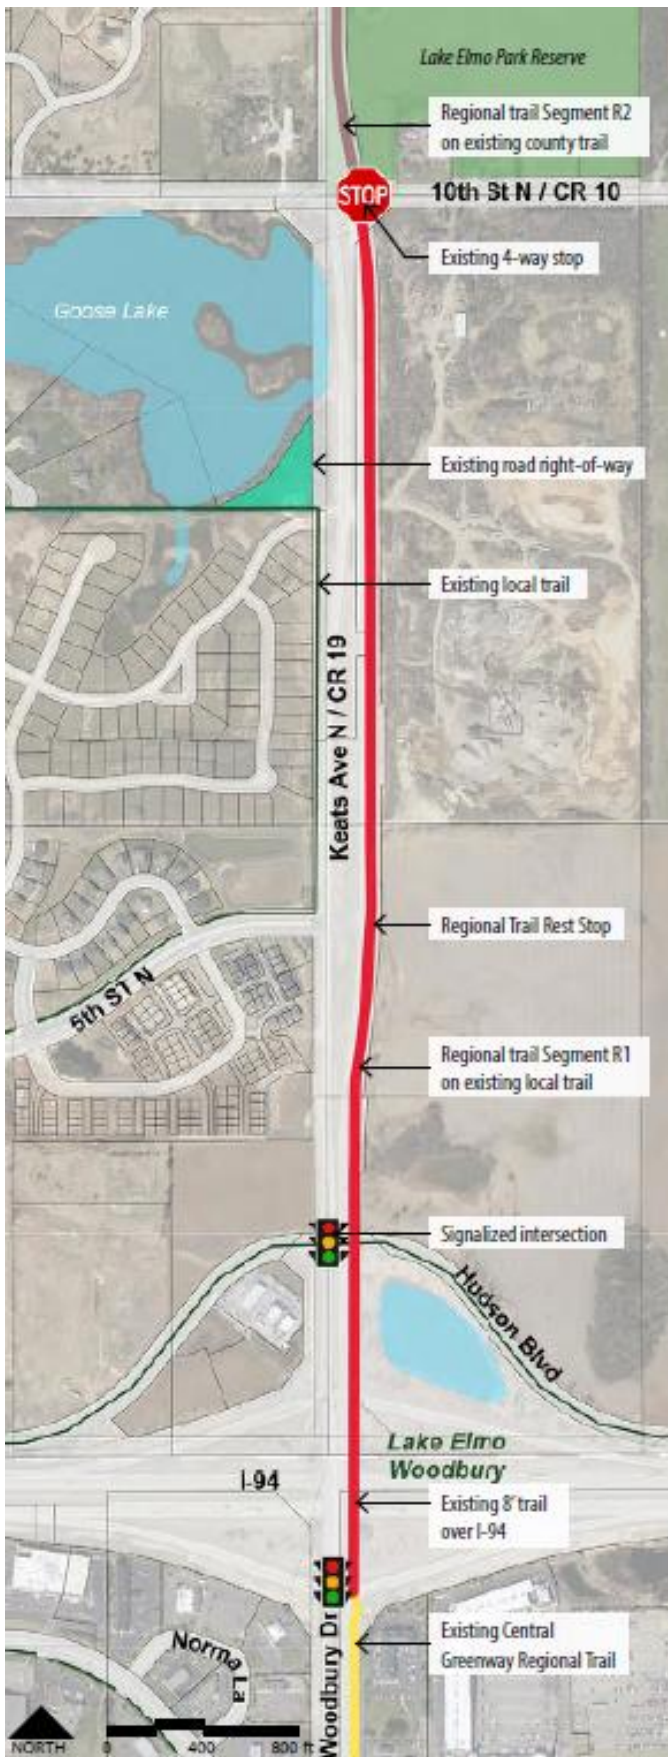 Lake Elmo Park Reserve
Regional trail Segment R2
on existing county trail
STOP
10th St N / CR 10
Existing 4-way stop
Goose Lake
Existing road right-of-way
Existing local trail
Keats Ave N / CR 19
Regional Trail Rest Stop
5th ST N
Regional trail Segment R1
on existing local trail
Signalized intersection
Hudson Blvd
Lake Elmo
Woodbury
I-94
Existing 8' trail
over I-94
Existing Central
Greenway Regional Trail
Norma La
Woodbury Dr
NORTH
0 400 800 ft